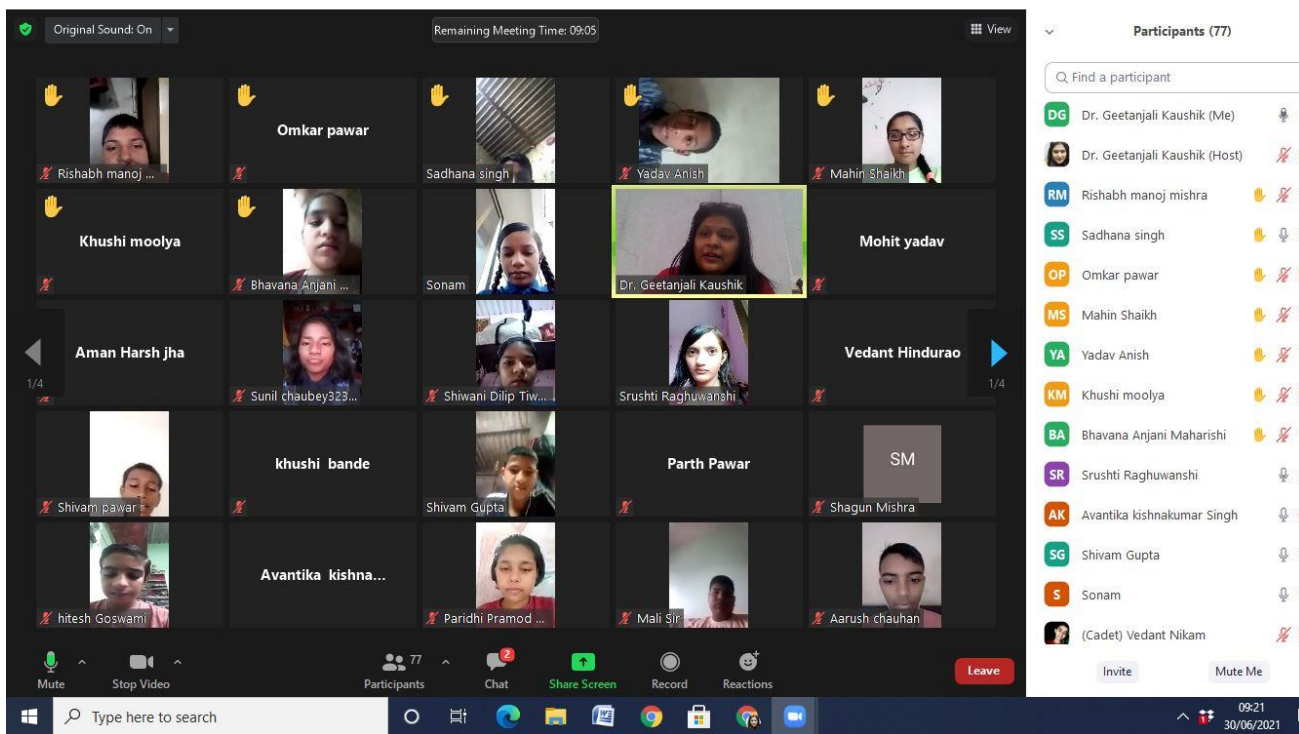 Original Sound: On
Remaining Meeting Time: 09:05
View
Rishabh manoj ...
Omkar pawar
Sadhana singh
Yadav Anish
Mahin Shaikh
Khushi moolya
Bhavana Anjani ...
Sonam
Dr. Geetanjali Kaushik
Mohit yadav
Aman Harsh jha
Sunil chaubey323...
Shiwani Dilip Tiw...
Srushti Raghuwanshi
Vedant Hindurao
1/4
1/4
Shivam pawar
khushi bande
Shivam Gupta
Parth Pawar
SM
Shagun Mishra
hitesh Goswami
Avantika kishna...
Paridhi Pramod ...
Mali Sir
Aarush chauhan
Mute
Stop Video
77
Participants
2
Chat
Share Screen
Record
Reactions
Leave
Participants (77)
Find a participant
DG Dr. Geetanjali Kaushik (Me)
Dr. Geetanjali Kaushik (Host)
RM Rishabh manoj mishra
SS Sadhana singh
OP Omkar pawar
MS Mahin Shaikh
YA Yadav Anish
KM Khushi moolya
BA Bhavana Anjani Maharishi
SR Srushti Raghuwanshi
AK Avantika kishnakumar Singh
SG Shivam Gupta
S Sonam
(Cadet) Vedant Nikam
Invite
Mute Me
Type here to search
09:21
30/06/2021